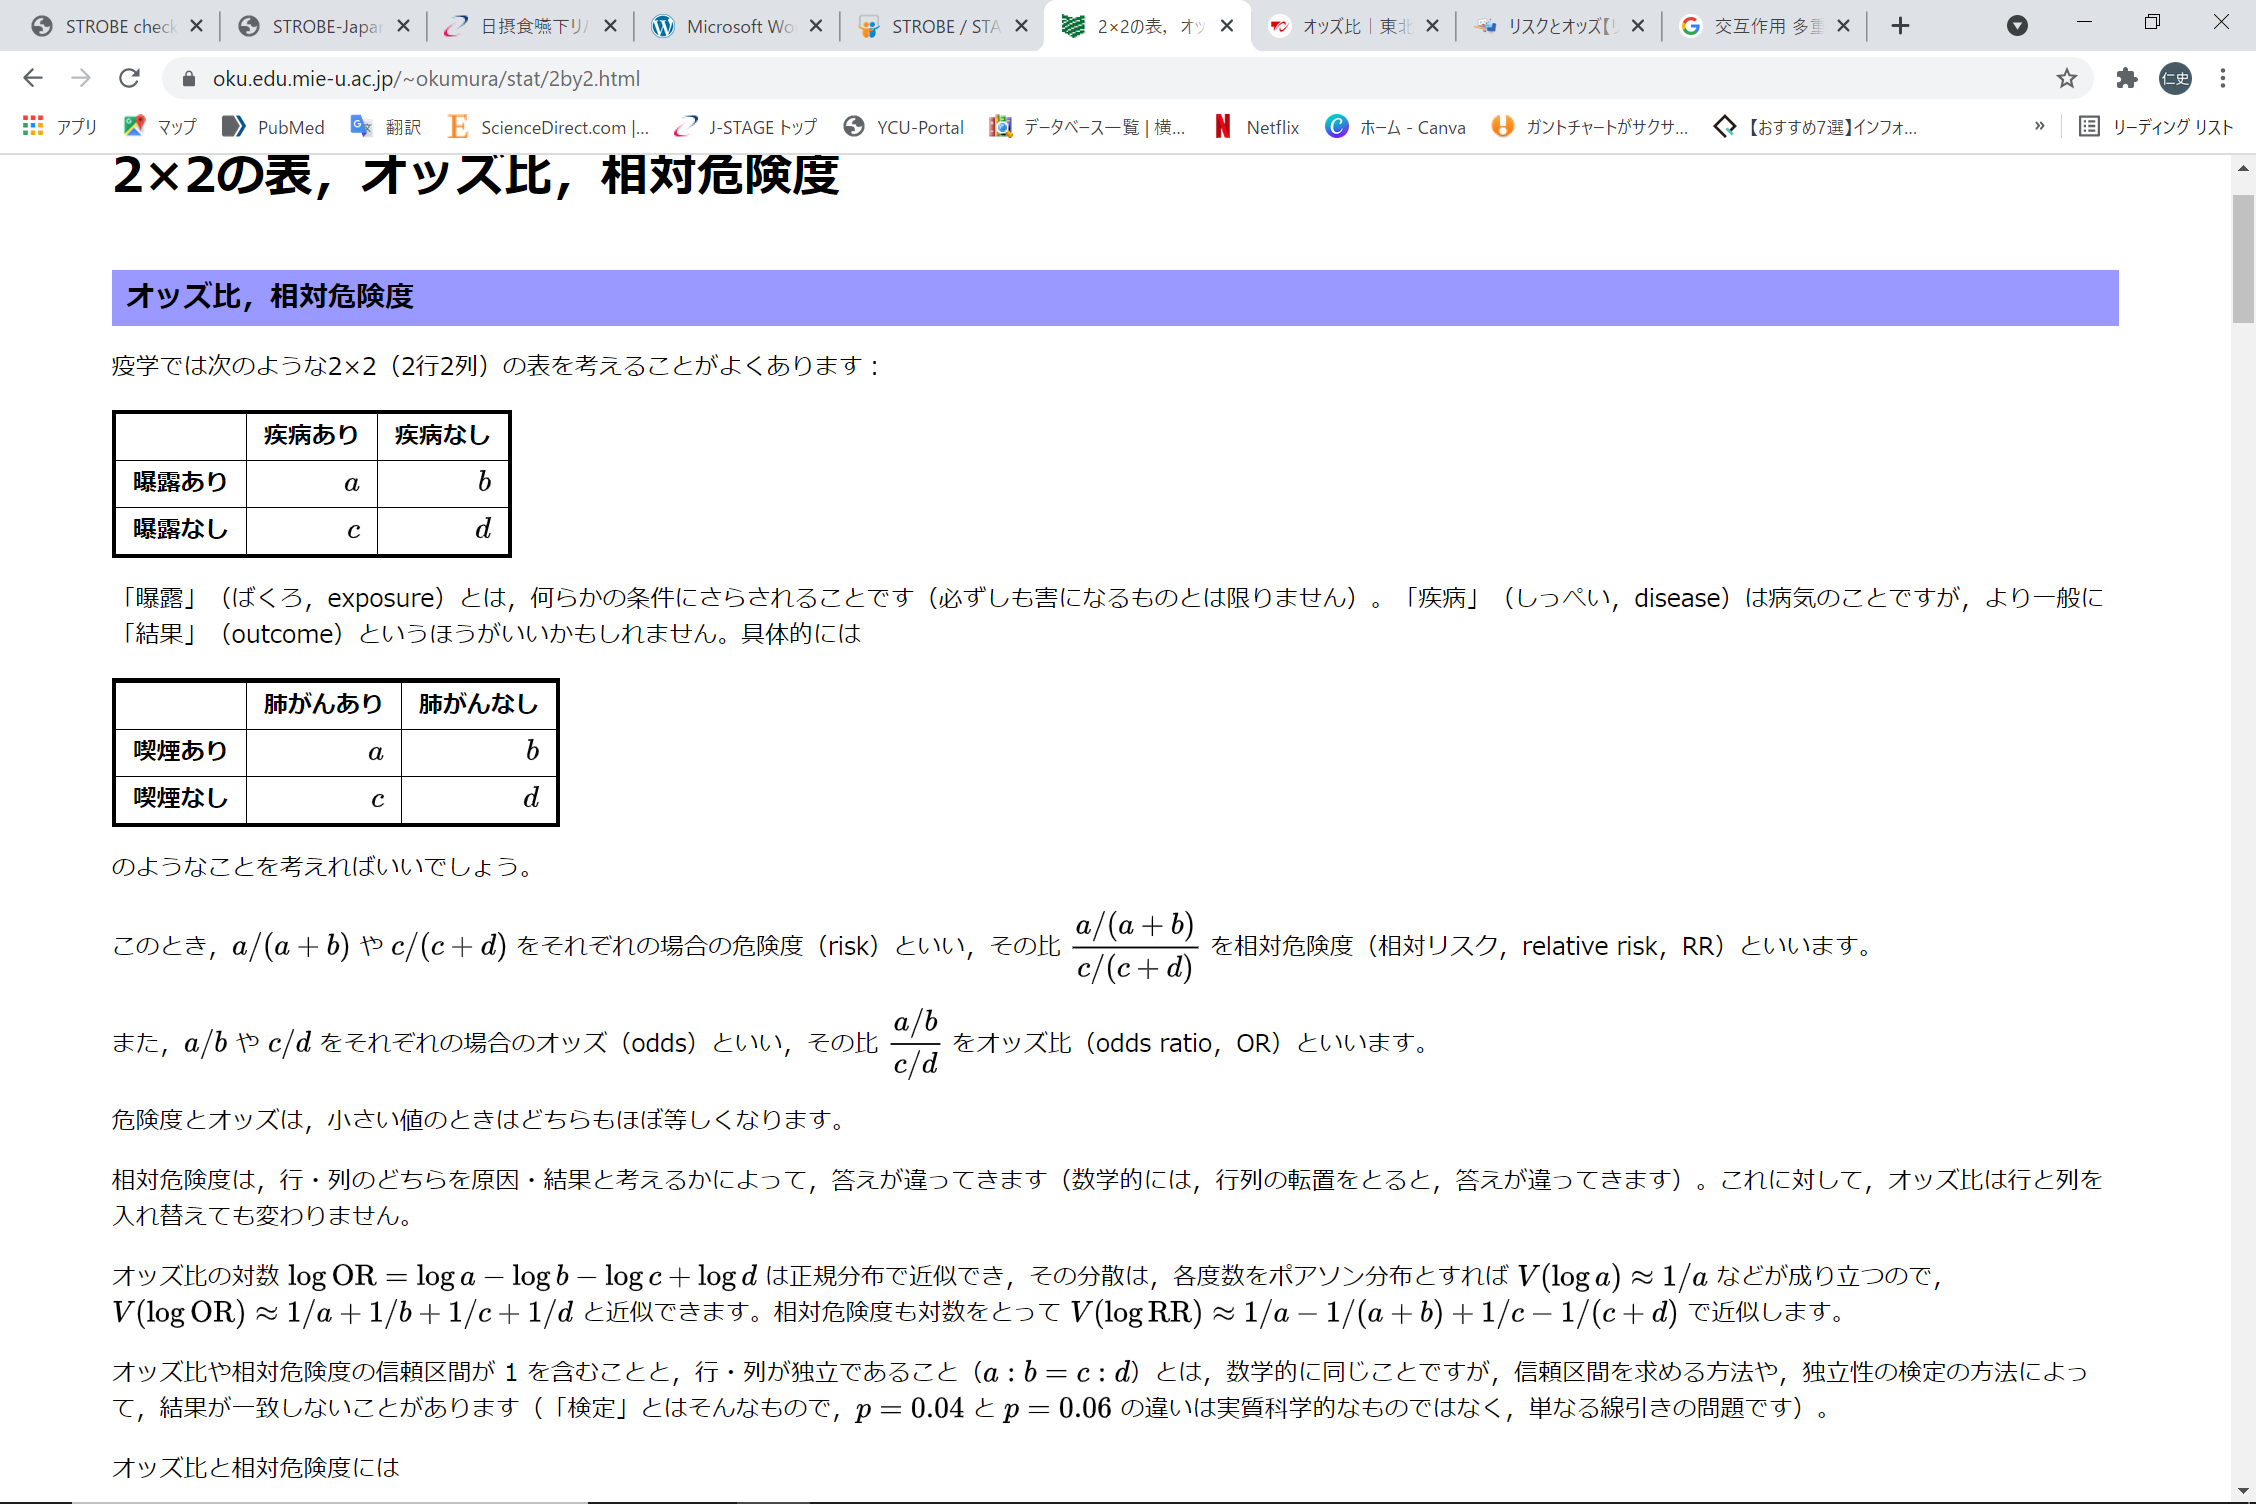 STROBE check
STROBE-Japan
日摂食嚥下リハ
Microsoft Wo
STROBE / STA
2×2の表，オッ
オッズ比 | 東北
リスクとオッズ【リ
交互作用 多重
oku.edu.mie-u.ac.jp/~okumura/stat/2by2.html
仁史
アプリ
マップ
PubMed
翻訳
ScienceDirect.com |...
J-STAGE トップ
YCU-Portal
データベース一覧 | 横...
Netflix
ホーム - Canva
ガントチャートがサクサ...
【おすすめ7選】インフォ...
»
リーディング リスト
2×2の表，オッズ比，相対危険度
オッズ比，相対危険度
疫学では次のような2×2（2行2列）の表を考えることがよくあります：
疾病あり 疾病なし
曝露あり a b
曝露なし c d
「曝露」（ばくろ，exposure）とは，何らかの条件にさらされることです（必ずしも害になるものとは限りません）。「疾病」（しっぺい，disease）は病気のことですが，より一般に
「結果」（outcome）というほうがいいかもしれません。具体的には
肺がんあり 肺がんなし
喫煙あり a b
喫煙なし c d
のようなことを考えればいいでしょう。
このとき，a/(a + b) や c/(c + d) をそれぞれの場合の危険度（risk）といい，その比 a/(a + b) / c/(c + d) を相対危険度（相対リスク，relative risk，RR）といいます。
また，a/b や c/d をそれぞれの場合のオッズ（odds）といい，その比 a/b / c/d をオッズ比（odds ratio，OR）といいます。
危険度とオッズは，小さい値のときはどちらもほぼ等しくなります。
相対危険度は，行・列のどちらを原因・結果と考えるかによって，答えが違ってきます（数学的には，行列の転置をとると，答えが違ってきます）。これに対して，オッズ比は行と列を
入れ替えても変わりません。
オッズ比の対数 log OR = log a − log b − log c + log d は正規分布で近似でき，その分散は，各度数をポアソン分布とすれば V(log a) ≈ 1/a などが成り立つので，
V(log OR) ≈ 1/a + 1/b + 1/c + 1/d と近似できます。相対危険度も対数をとって V(log RR) ≈ 1/a − 1/(a + b) + 1/c − 1/(c + d) で近似します。
オッズ比や相対危険度の信頼区間が 1 を含むことと，行・列が独立であること（a : b = c : d）とは，数学的に同じことですが，信頼区間を求める方法や，独立性の検定の方法によっ
て，結果が一致しないことがあります（「検定」とはそんなもので，p = 0.04 と p = 0.06 の違いは実質科学的なものではなく，単なる線引きの問題です）。
オッズ比と相対危険度には